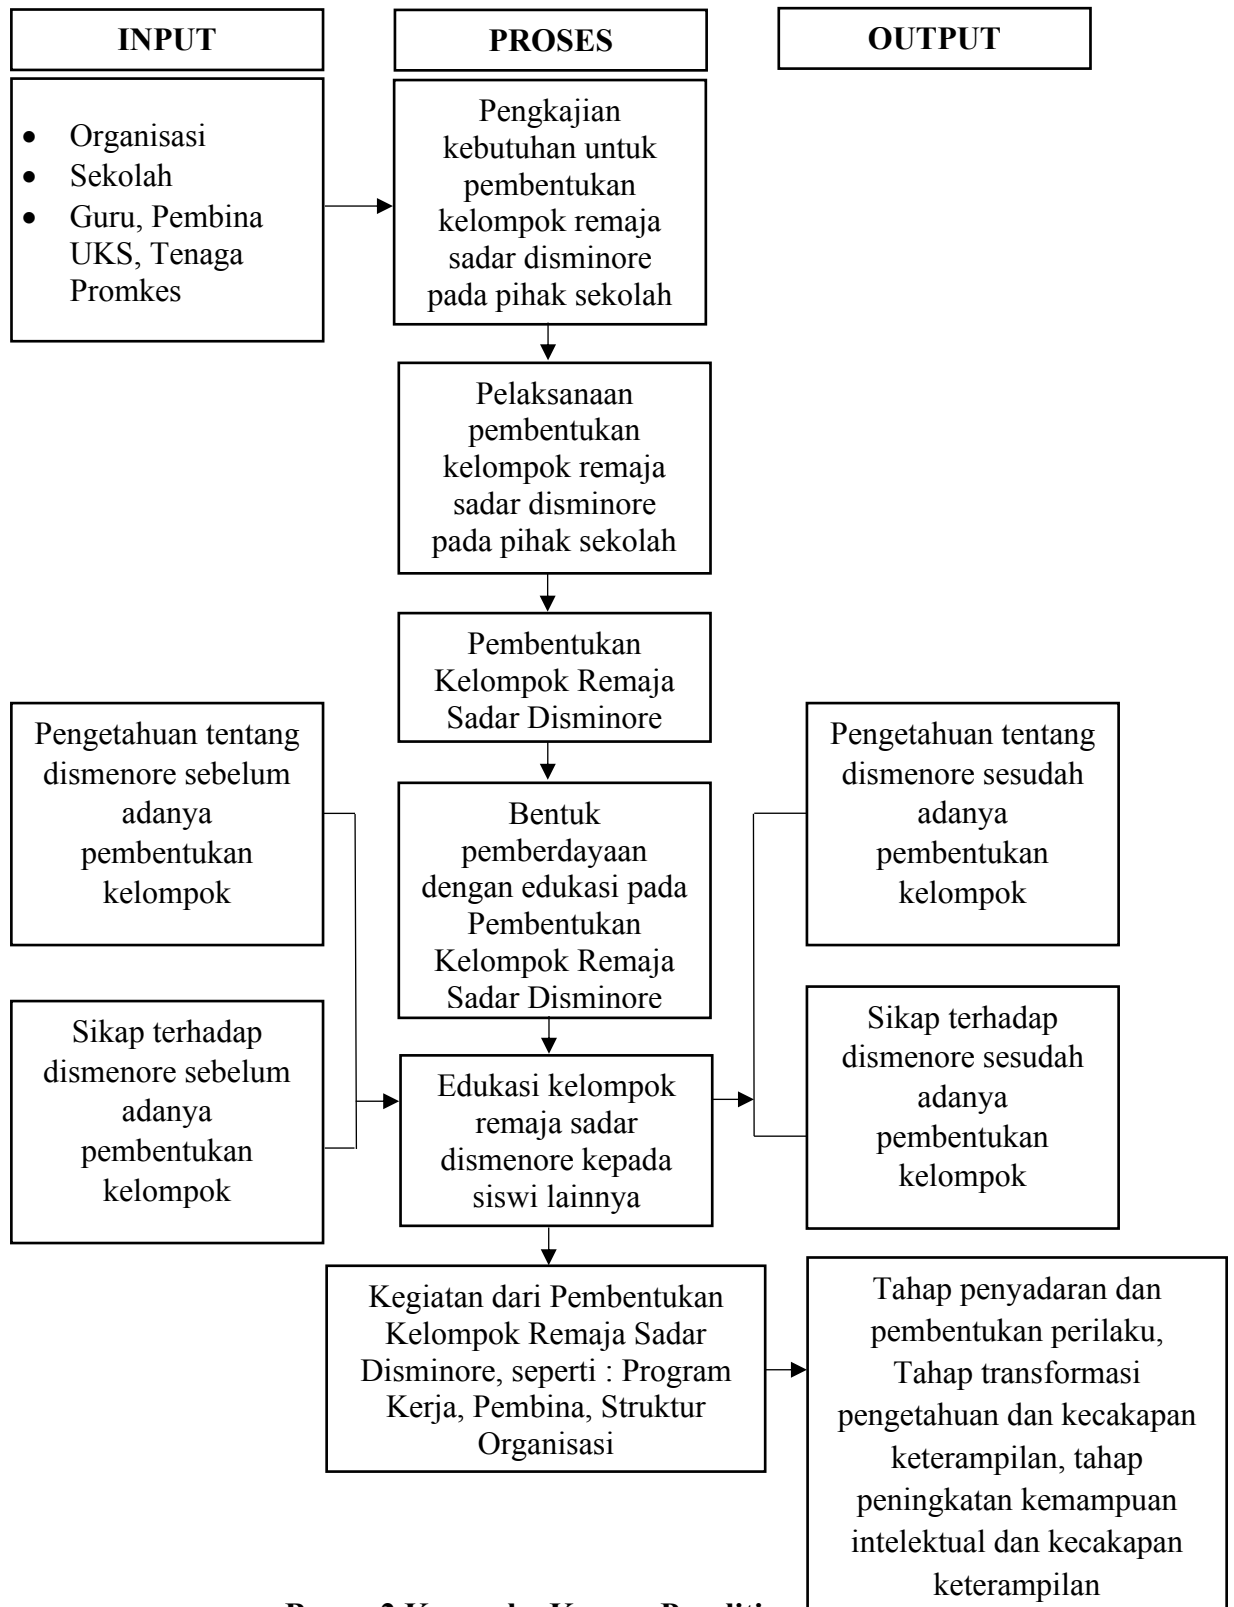 INPUT
PROSES
OUTPUT
• Organisasi
• Sekolah
• Guru, Pembina
UKS, Tenaga
Promkes
Pengkajian
kebutuhan untuk
pembentukan
kelompok remaja
sadar disminore
pada pihak sekolah
Pelaksanaan
pembentukan
kelompok remaja
sadar disminore
pada pihak sekolah
Pembentukan
Kelompok Remaja
Sadar Disminore
Pengetahuan tentang
dismenore sebelum
adanya
pembentukan
kelompok
Bentuk
pemberdayaan
dengan edukasi pada
Pembentukan
Kelompok Remaja
Sadar Disminore
Pengetahuan tentang
dismenore sesudah
adanya
pembentukan
kelompok
Sikap terhadap
dismenore sebelum
adanya
pembentukan
kelompok
Edukasi kelompok
remaja sadar
dismenore kepada
siswi lainnya
Sikap terhadap
dismenore sesudah
adanya
pembentukan
kelompok
Kegiatan dari Pembentukan
Kelompok Remaja Sadar
Disminore, seperti : Program
Kerja, Pembina, Struktur
Organisasi
Tahap penyadaran dan
pembentukan perilaku,
Tahap transformasi
pengetahuan dan kecakapan
keterampilan, tahap
peningkatan kemampuan
intelektual dan kecakapan
keterampilan